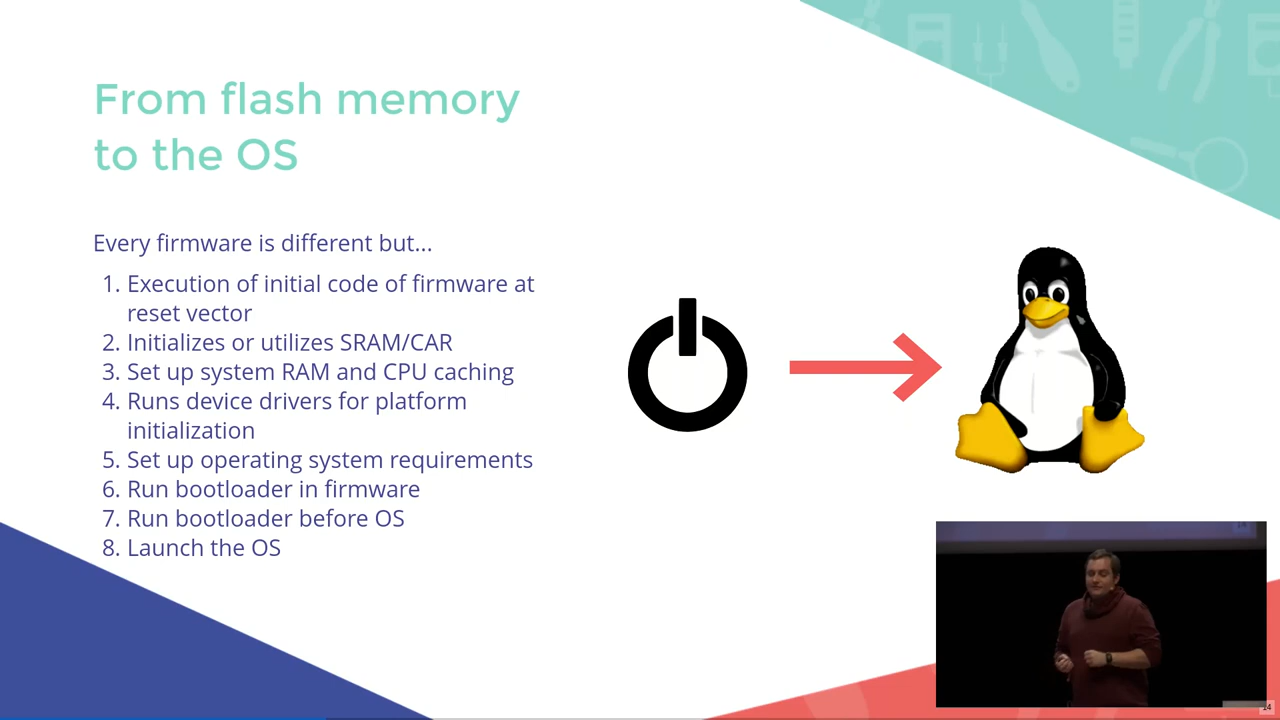 From flash memory
to the OS
Every firmware is different but...
1. Execution of initial code of firmware at
reset vector
2. Initializes or utilizes SRAM/CAR
3. Set up system RAM and CPU caching
4. Runs device drivers for platform
initialization
5. Set up operating system requirements
6. Run bootloader in firmware
7. Run bootloader before OS
8. Launch the OS
14